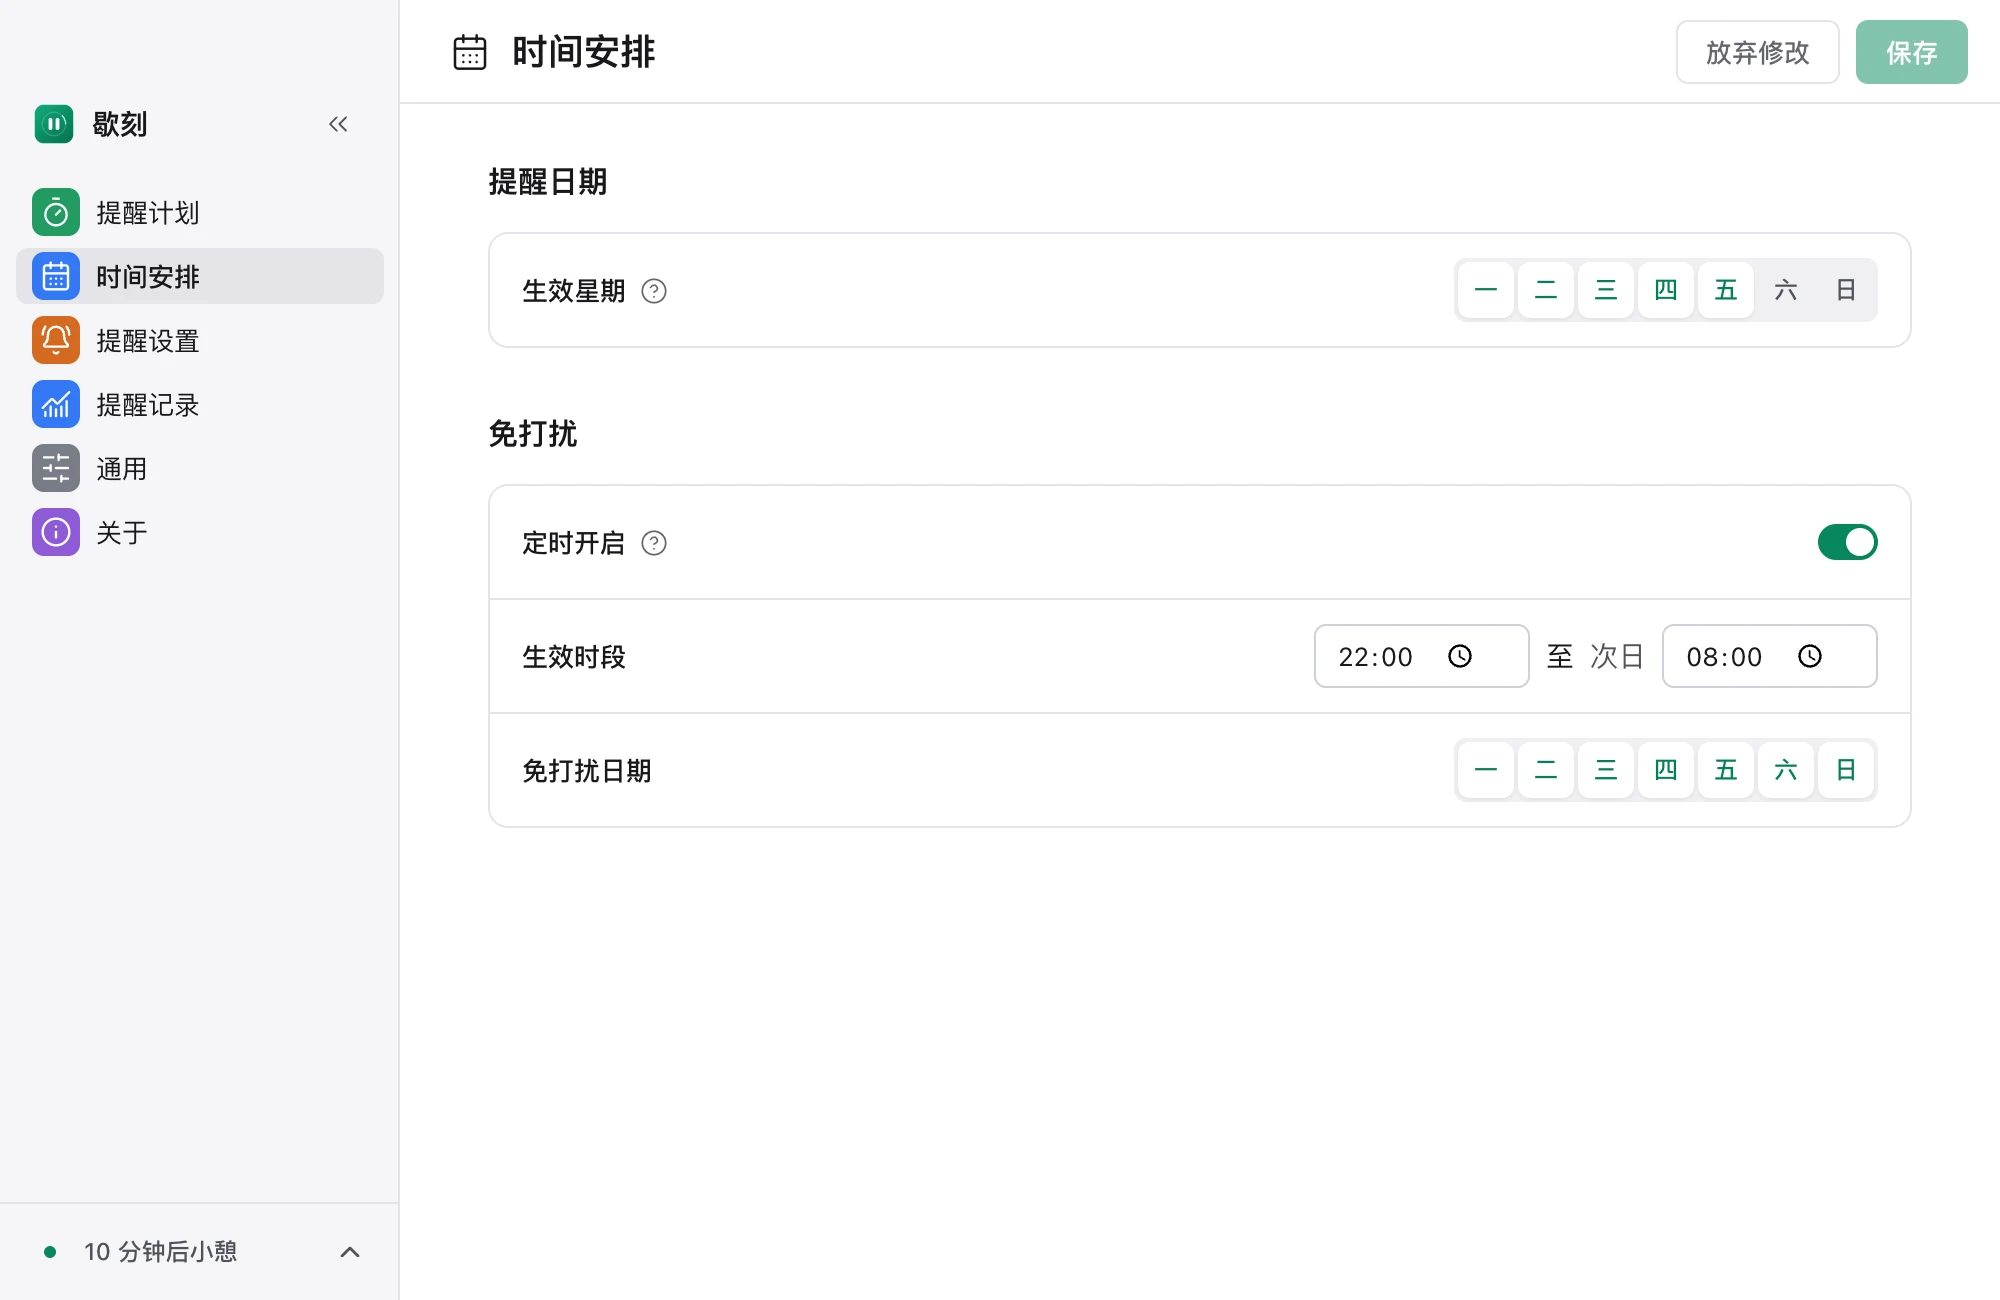 时间安排
放弃修改
保存
歇刻
提醒计划
时间安排
提醒设置
提醒记录
通用
关于
提醒日期
生效星期
一 二 三 四 五 六 日
免打扰
定时开启
生效时段
22:00 至 次日 08:00
免打扰日期
一 二 三 四 五 六 日
10 分钟后小憩